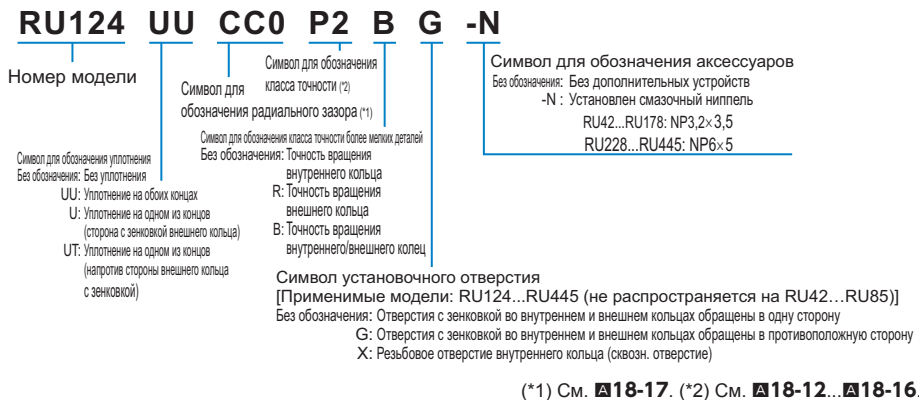 RU124 UU CC0 P2 B G -N
Номер модели
Символ для обозначения уплотнения
Без обозначения: Без уплотнения
UU: Уплотнение на обоих концах
U: Уплотнение на одном из концов
(сторона с зенковкой внешнего кольца)
UT: Уплотнение на одном из концов
(напротив стороны внешнего кольца
с зенковкой)
Символ для
обозначения радиального зазора (*1)
Символ для обозначения
класса точности (*2)
Символ для обозначения класса точности более мелких деталей
Без обозначения: Точность вращения
внутреннего кольца
R: Точность вращения
внешнего кольца
B: Точность вращения
внутреннего/внешнего колец
Символ установочного отверстия
[Применимые модели: RU124...RU445 (не распространяется на RU42...RU85)]
Без обозначения: Отверстия с зенковкой во внутреннем и внешнем кольцах обращены в одну сторону
G: Отверстия с зенковкой во внутреннем и внешнем кольцах обращены в противоположную сторону
X: Резьбовое отверстие внутреннего кольца (сквозн. отверстие)
Символ для обозначения аксессуаров
Без обозначения: Без дополнительных устройств
-N : Установлен смазочный ниппель
RU42...RU178: NP3,2×3,5
RU228...RU445: NP6×5
(*1) См. A18-17. (*2) См. A18-12...A18-16.